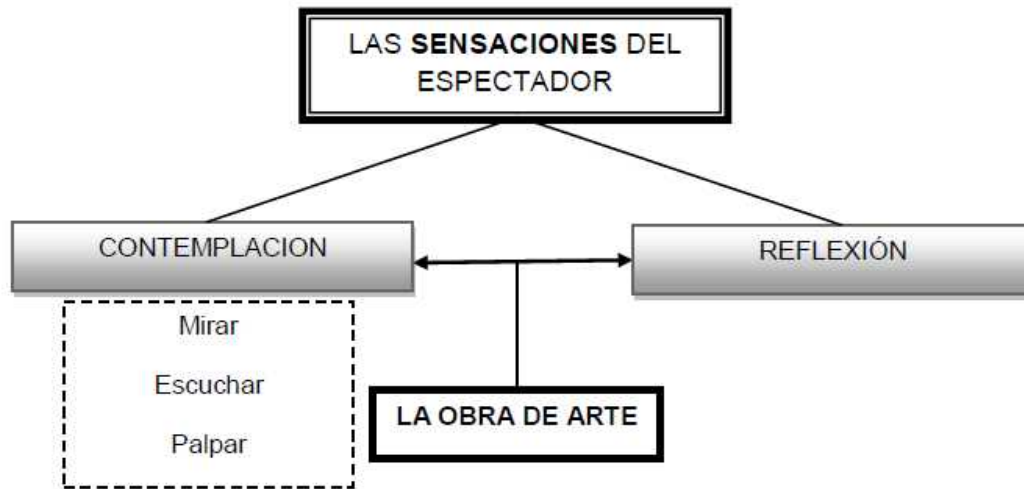 LAS SENSACIONES DEL
ESPECTADOR
CONTEMPLACION
REFLEXIÓN
Mirar
Escuchar
Palpar
LA OBRA DE ARTE